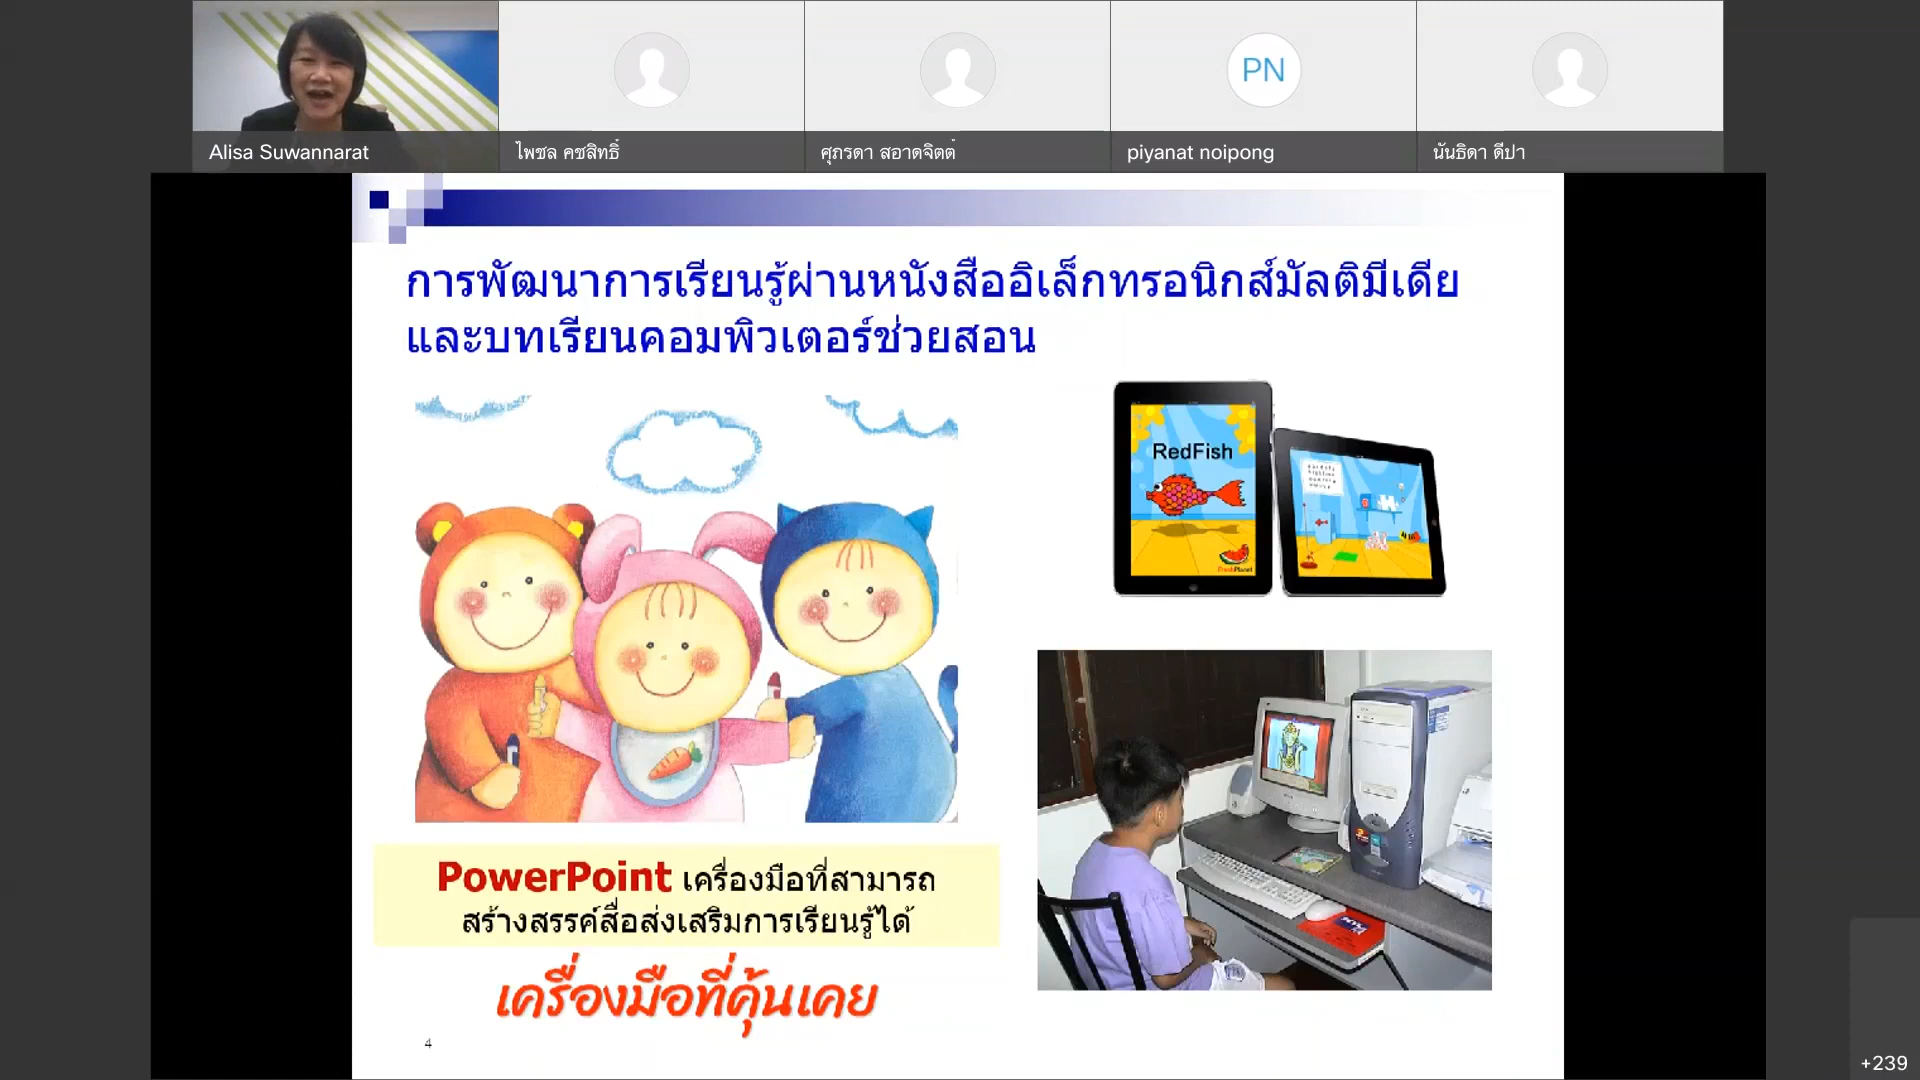 Alisa Suwannarat
ไพชล คชสิทธิ์
ศุภรดา สอาดจิตต์
PN
piyanat noipong
นันธิดา ดีปา
การพัฒนาการเรียนรู้ผ่านหนังสืออิเล็กทรอนิกส์มัลติมีเดีย
และบทเรียนคอมพิวเตอร์ช่วยสอน
RedFish
FreshPlanet
PowerPoint เครื่องมือที่สามารถ
สร้างสรรค์สื่อส่งเสริมการเรียนรู้ได้
เครื่องมือที่คุ้นเคย
4
+239